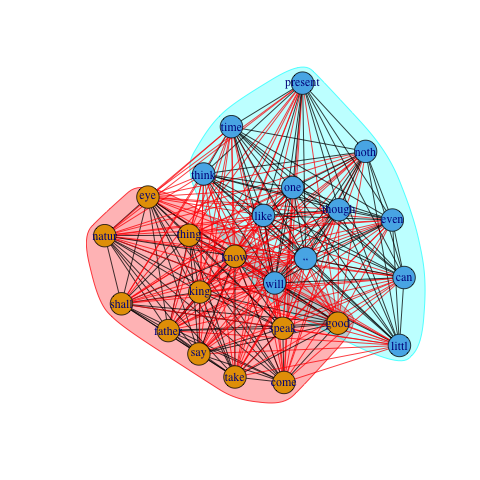 present
time
noth
think
one
eye
like
though
even
natur
thing
know
..
will
can
king
shall
father
speak
good
say
littl
take
come